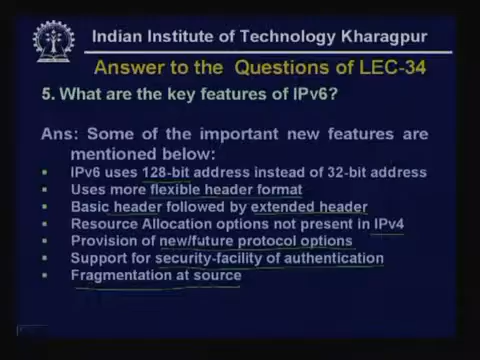 Indian Institute of Technology Kharagpur
Answer to the Questions of LEC-34
5. What are the key features of IPv6?
Ans: Some of the important new features are
mentioned below:
▪ IPv6 uses 128-bit address instead of 32-bit address
▪ Uses more flexible header format
▪ Basic header followed by extended header
▪ Resource Allocation options not present in IPv4
▪ Provision of new/future protocol options
▪ Support for security-facility of authentication
▪ Fragmentation at source